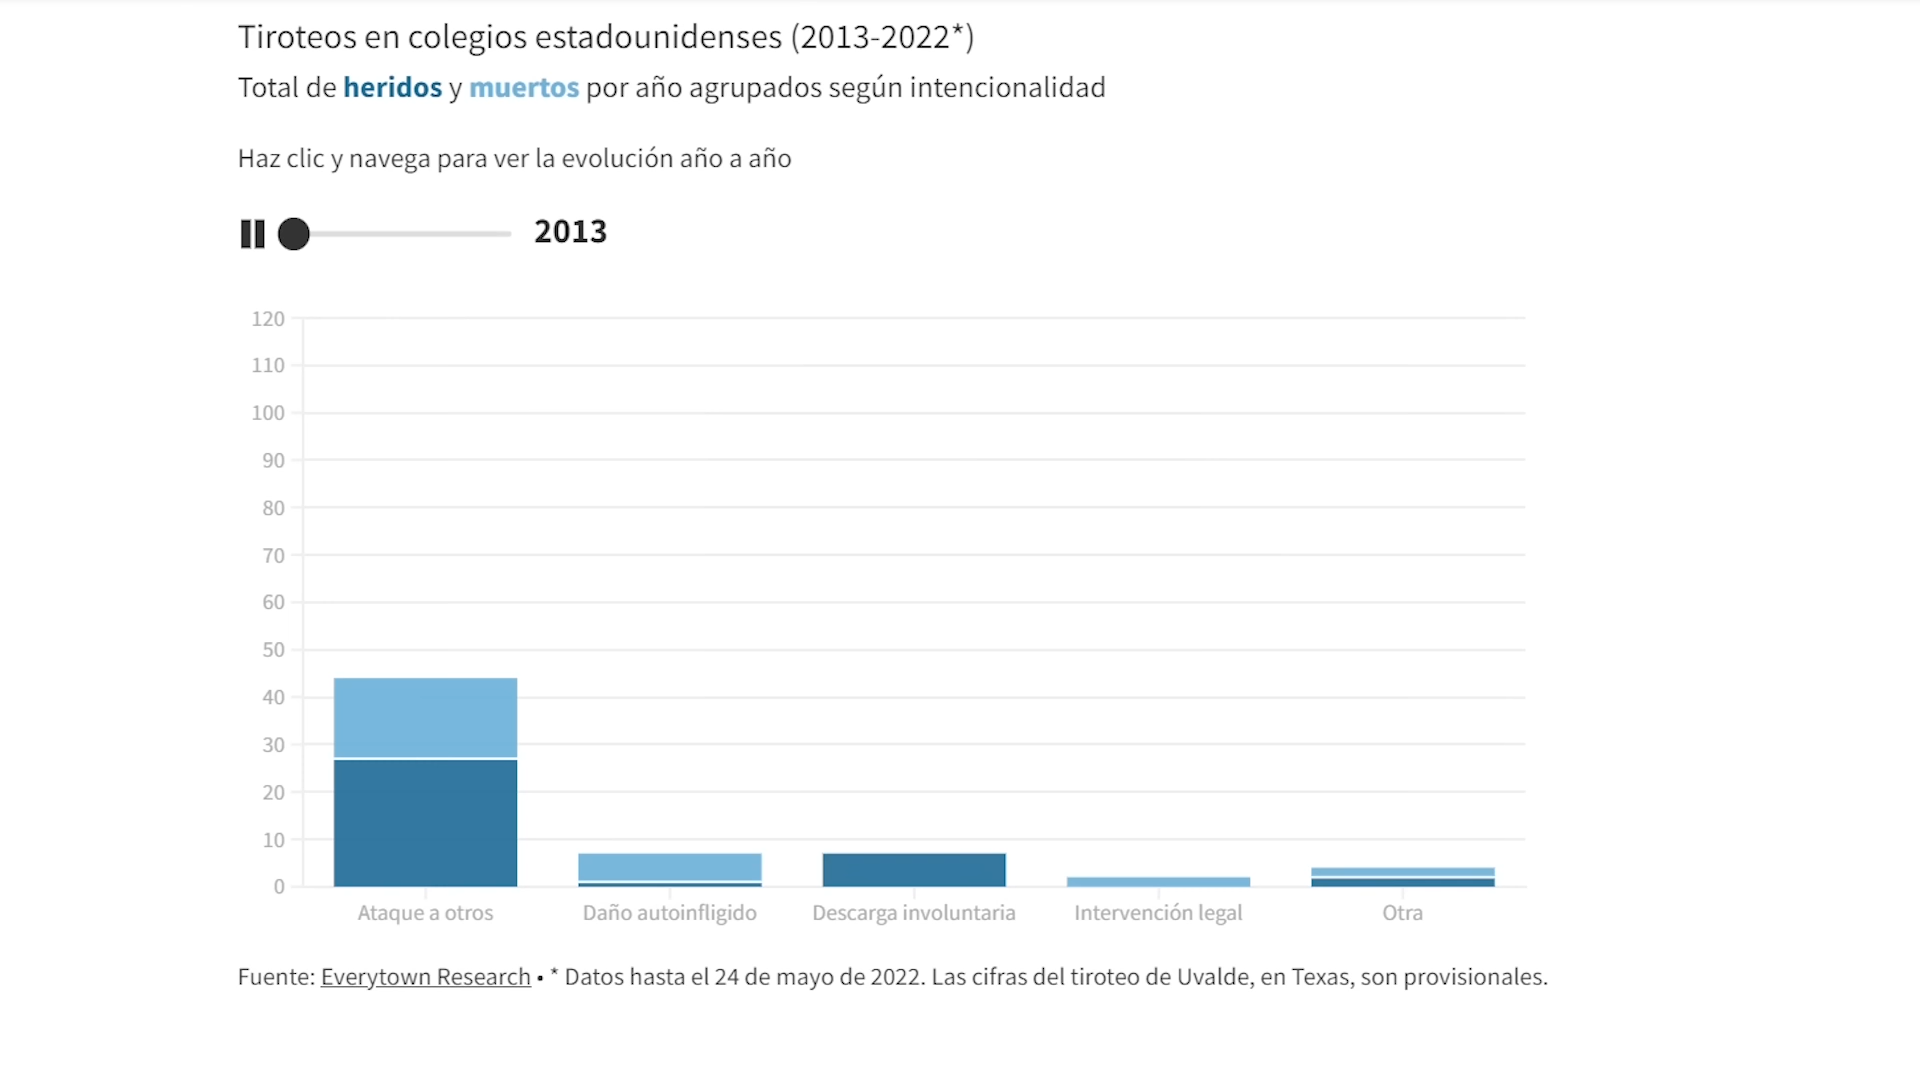 Tiroteos en colegios estadounidenses (2013-2022*)
Total de heridos y muertos por año agrupados según intencionalidad
Haz clic y navega para ver la evolución año a año
2013
120
110
100
90
80
70
60
50
40
30
20
10
0
Ataque a otros Daño autoinfligido Descarga involuntaria Intervención legal Otra
Fuente: Everytown Research • * Datos hasta el 24 de mayo de 2022. Las cifras del tiroteo de Uvalde, en Texas, son provisionales.